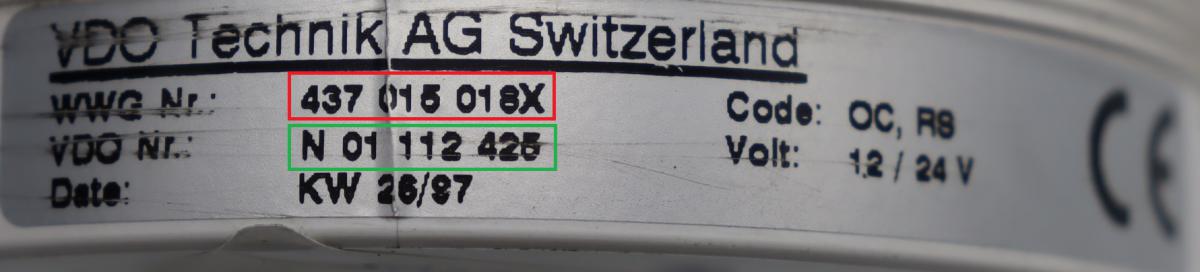 VDO Technik AG Switzerland
WWG Nr.: 437 015 018X
VDO Nr.: N 01 112 425
Date: KW 26/97
Code: OC, RS
Volt: 12 / 24 V
CE